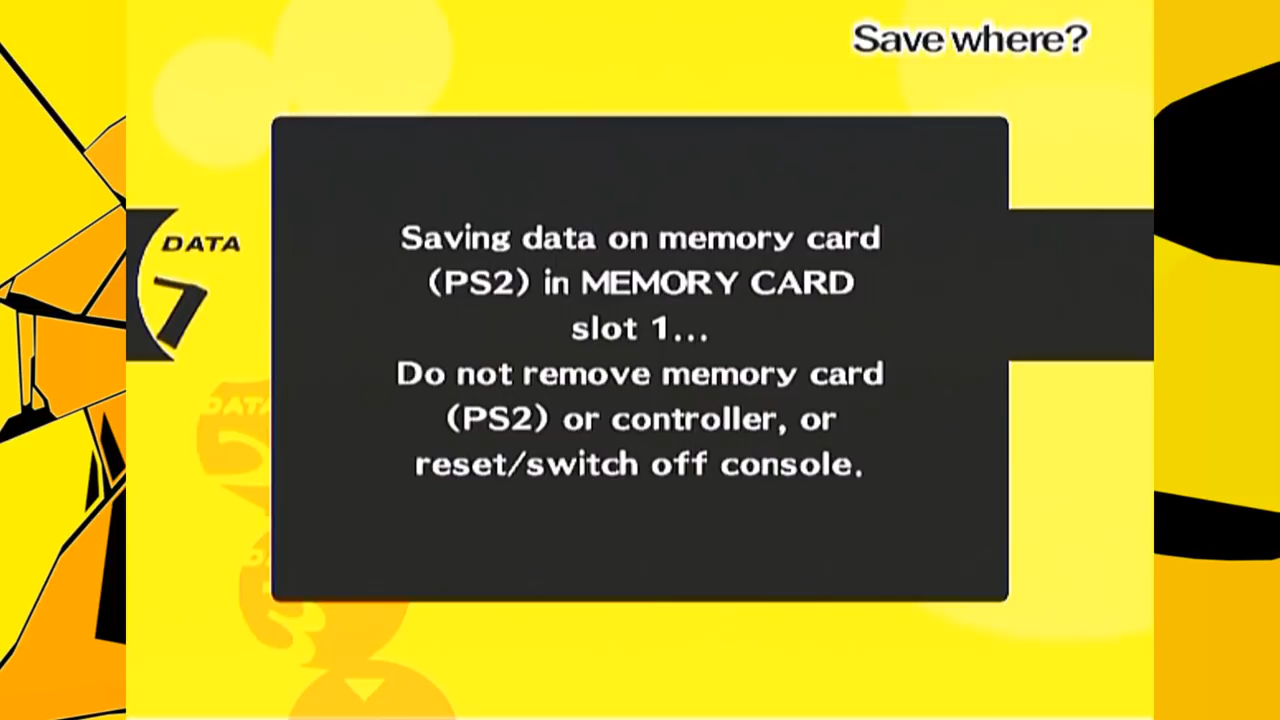 Save where?
DATA
7
Saving data on memory card
(PS2) in MEMORY CARD
slot 1...
Do not remove memory card
(PS2) or controller, or
reset/switch off console.
DATA